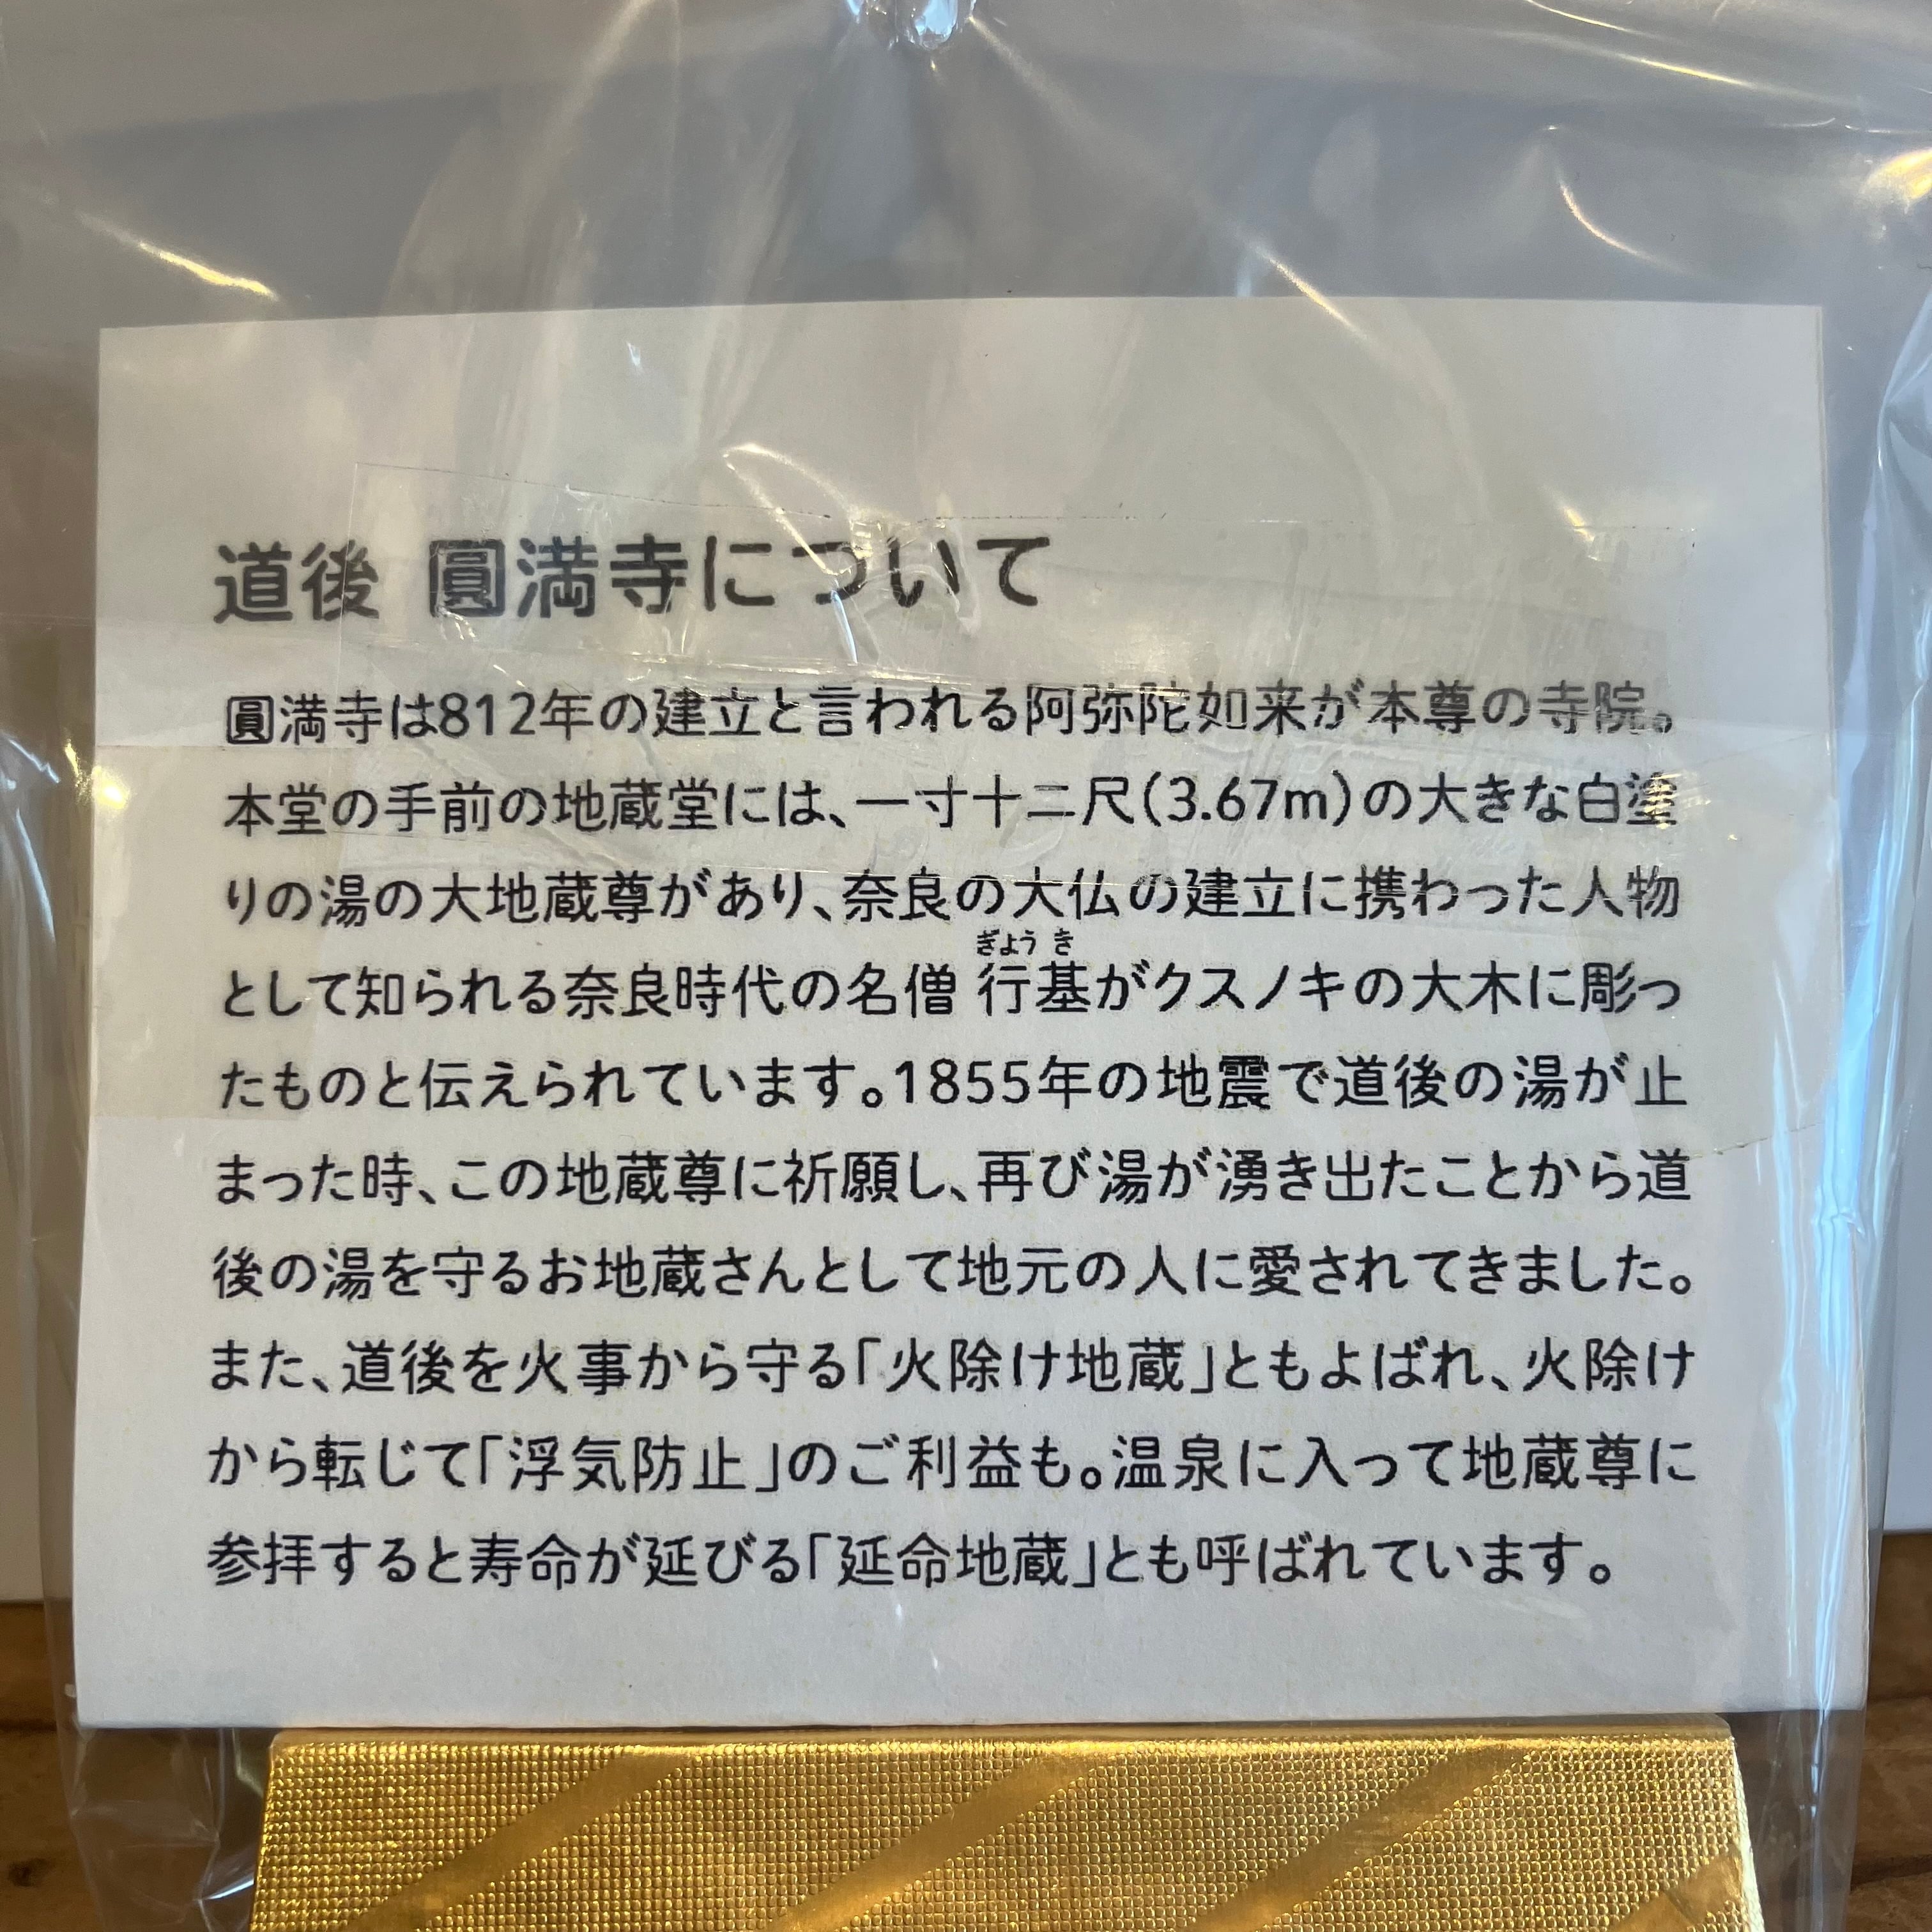 道後 圓満寺について
圓満寺は812年の建立と言われる阿弥陀如来が本尊の寺院。
本堂の手前の地蔵堂には、一寸十二尺(3.67m)の大きな白塗
りの湯の大地蔵尊があり、奈良の大仏の建立に携わった人物
ぎょう き
として知られる奈良時代の名僧 行基がクスノキの大木に彫っ
たものと伝えられています。1855年の地震で道後の湯が止
まった時、この地蔵尊に祈願し、再び湯が湧き出たことから道
後の湯を守るお地蔵さんとして地元の人に愛されてきました。
また、道後を火事から守る「火除け地蔵」ともよばれ、火除け
から転じて「浮気防止」のご利益も。温泉に入って地蔵尊に
参拝すると寿命が延びる「延命地蔵」とも呼ばれています。